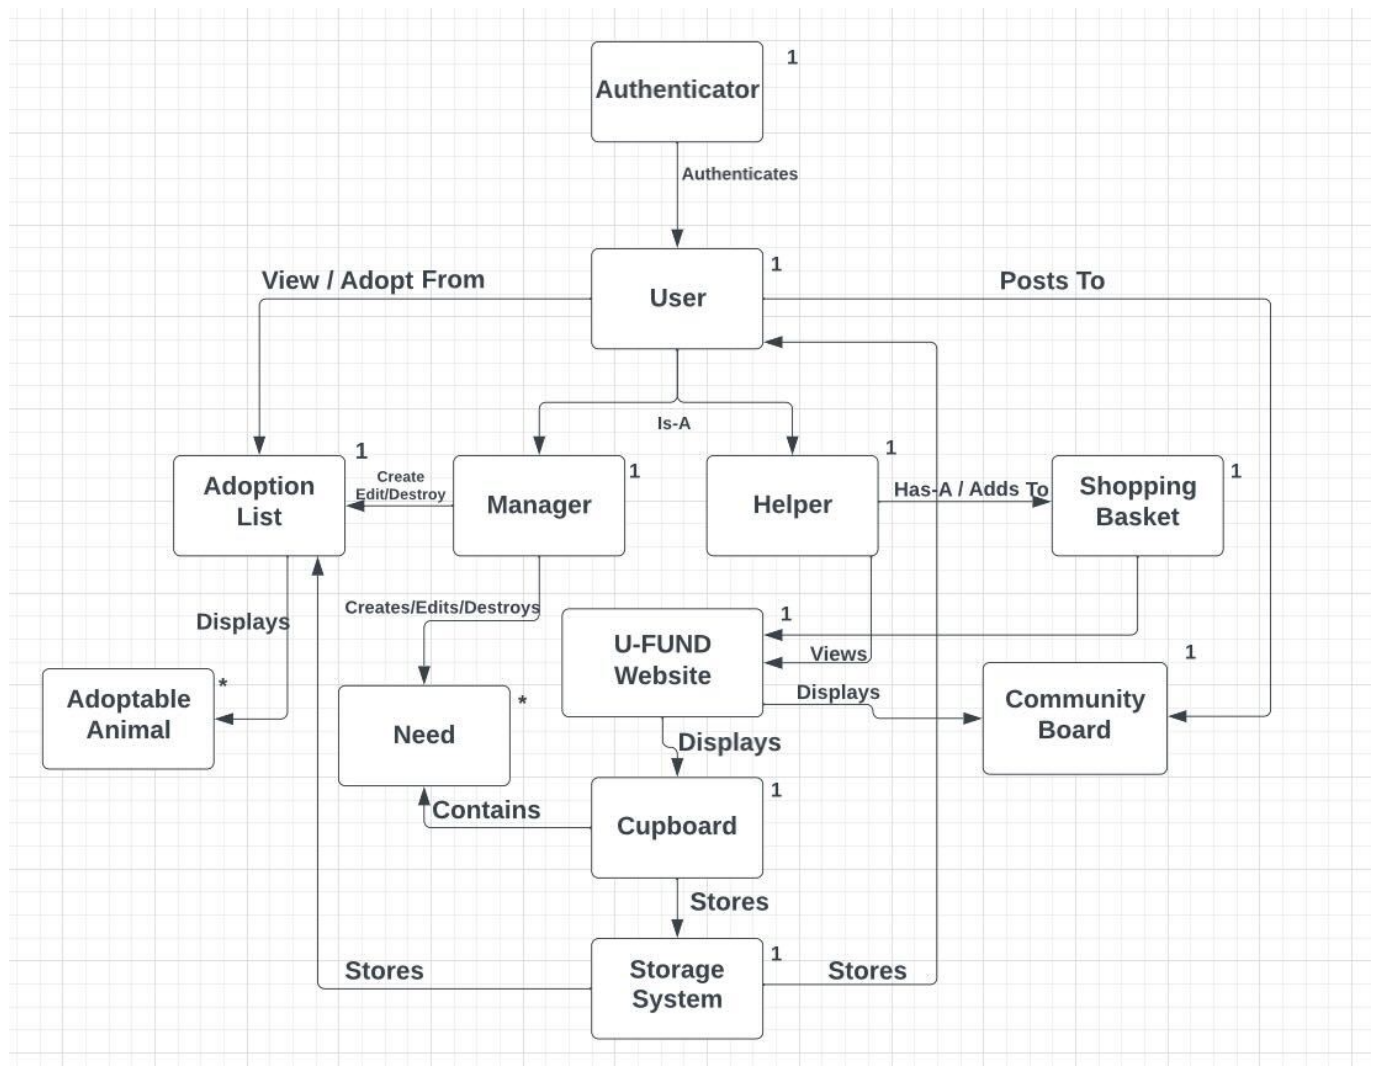 1
Authenticator
Authenticates
1
View / Adopt From
User
Posts To
Is-A
1
Adoption
List
Create
Edit/Destroy
Manager
1
1
Helper
Has-A / Adds To
Shopping
Basket
1
Displays
Creates/Edits/Destroys
1
U-FUND
Website
Views
Displays
1
Community
Board
Adoptable
Animal
*
*
Need
Displays
Contains
1
Cupboard
Stores
1
Storage
System
Stores
Stores